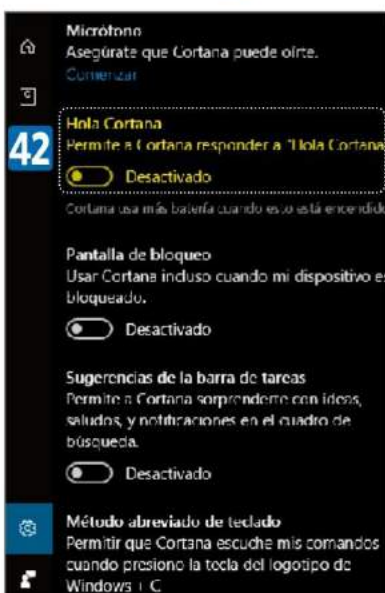 Micrófono
Asegúrate que Cortana puede oírte.
Comenzar
42
Hola Cortana
Permite a Cortana responder a "Hola Cortana
Desactivado
Cortana usa más batería cuando esto está encendido
Pantalla de bloqueo
Usar Cortana incluso cuando mi dispositivo es
bloqueado.
Desactivado
Sugerencias de la barra de tareas
Permite a Cortana sorprenderte con ideas,
saludos, y notificaciones en el cuadro de
búsqueda.
Desactivado
Método abreviado de teclado
Permitir que Cortana escuche mis comandos
cuando presiono la tecla del logotipo de
Windows + C